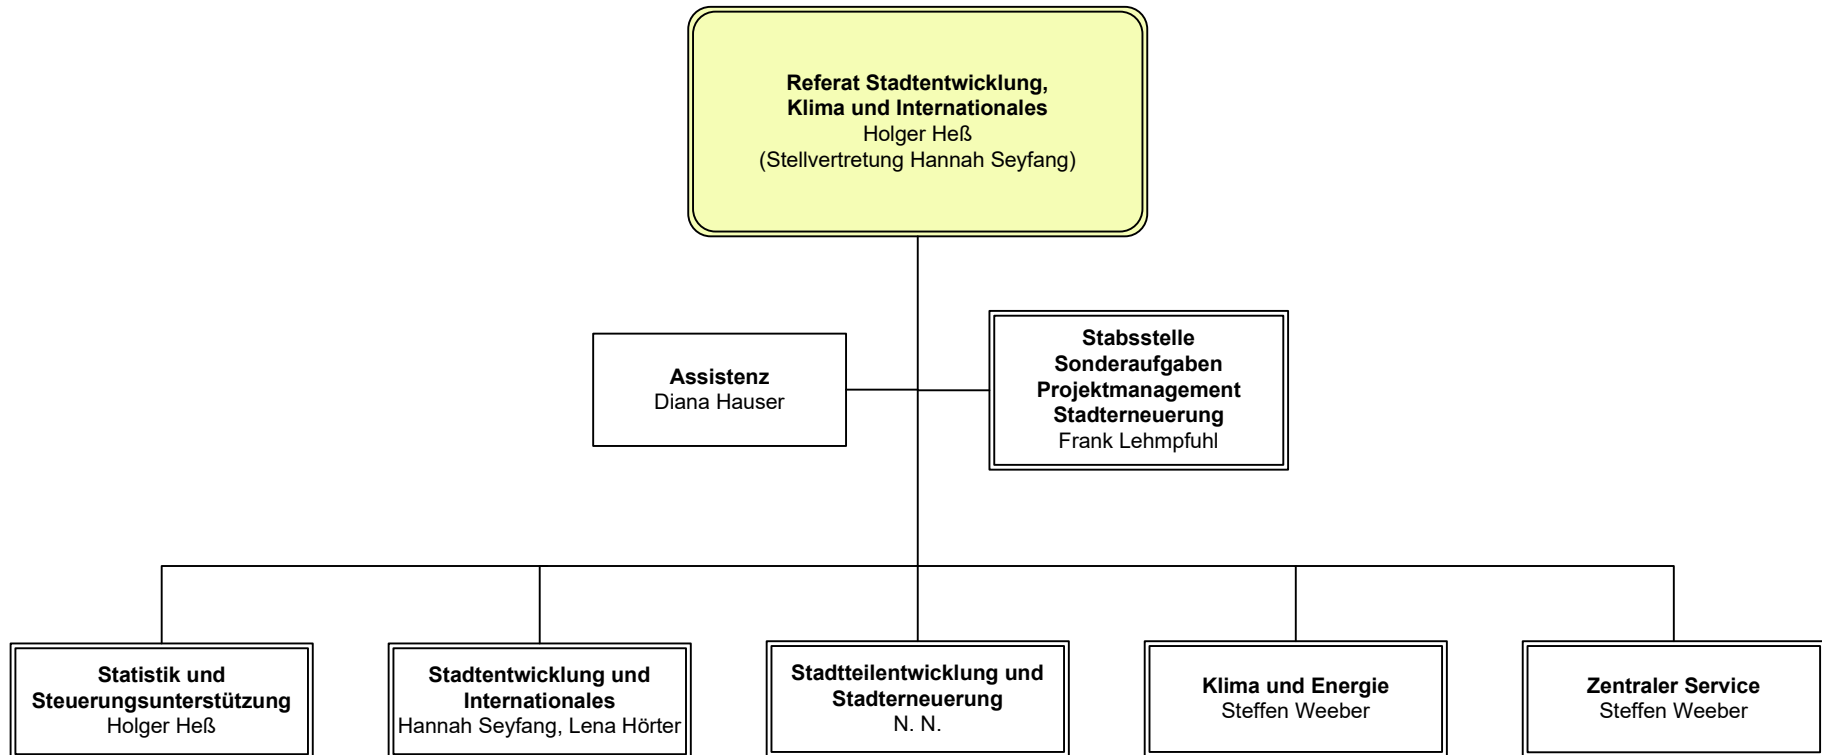 Referat Stadtentwicklung,
Klima und Internationales
Holger Heß
(Stellvertretung Hannah Seyfang)
Assistenz
Diana Hauser
Stabsstelle
Sonderaufgaben
Projektmanagement
Stadterneuerung
Frank Lehmpfuhl
Statistik und
Steuerungsunterstützung
Holger Heß
Stadtentwicklung und
Internationales
Hannah Seyfang, Lena Hörter
Stadtteilentwicklung und
Stadterneuerung
N. N.
Klima und Energie
Steffen Weeber
Zentraler Service
Steffen Weeber